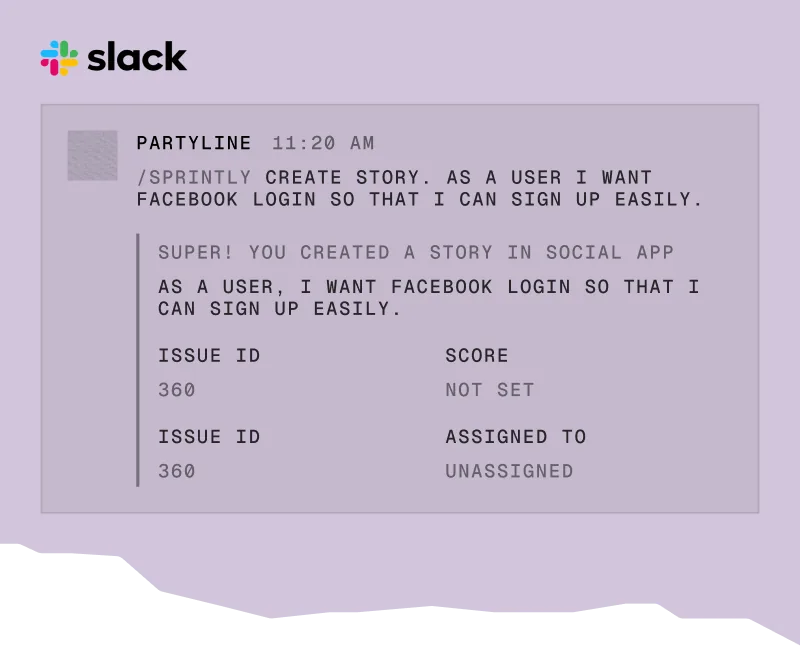 slack
PARTYLINE 11:20 AM
/SPRINTLY CREATE STORY. AS A USER I WANT
FACEBOOK LOGIN SO THAT I CAN SIGN UP EASILY.
SUPER! YOU CREATED A STORY IN SOCIAL APP
AS A USER, I WANT FACEBOOK LOGIN SO THAT I
CAN SIGN UP EASILY.
ISSUE ID SCORE
360 NOT SET
ISSUE ID ASSIGNED TO
360 UNASSIGNED